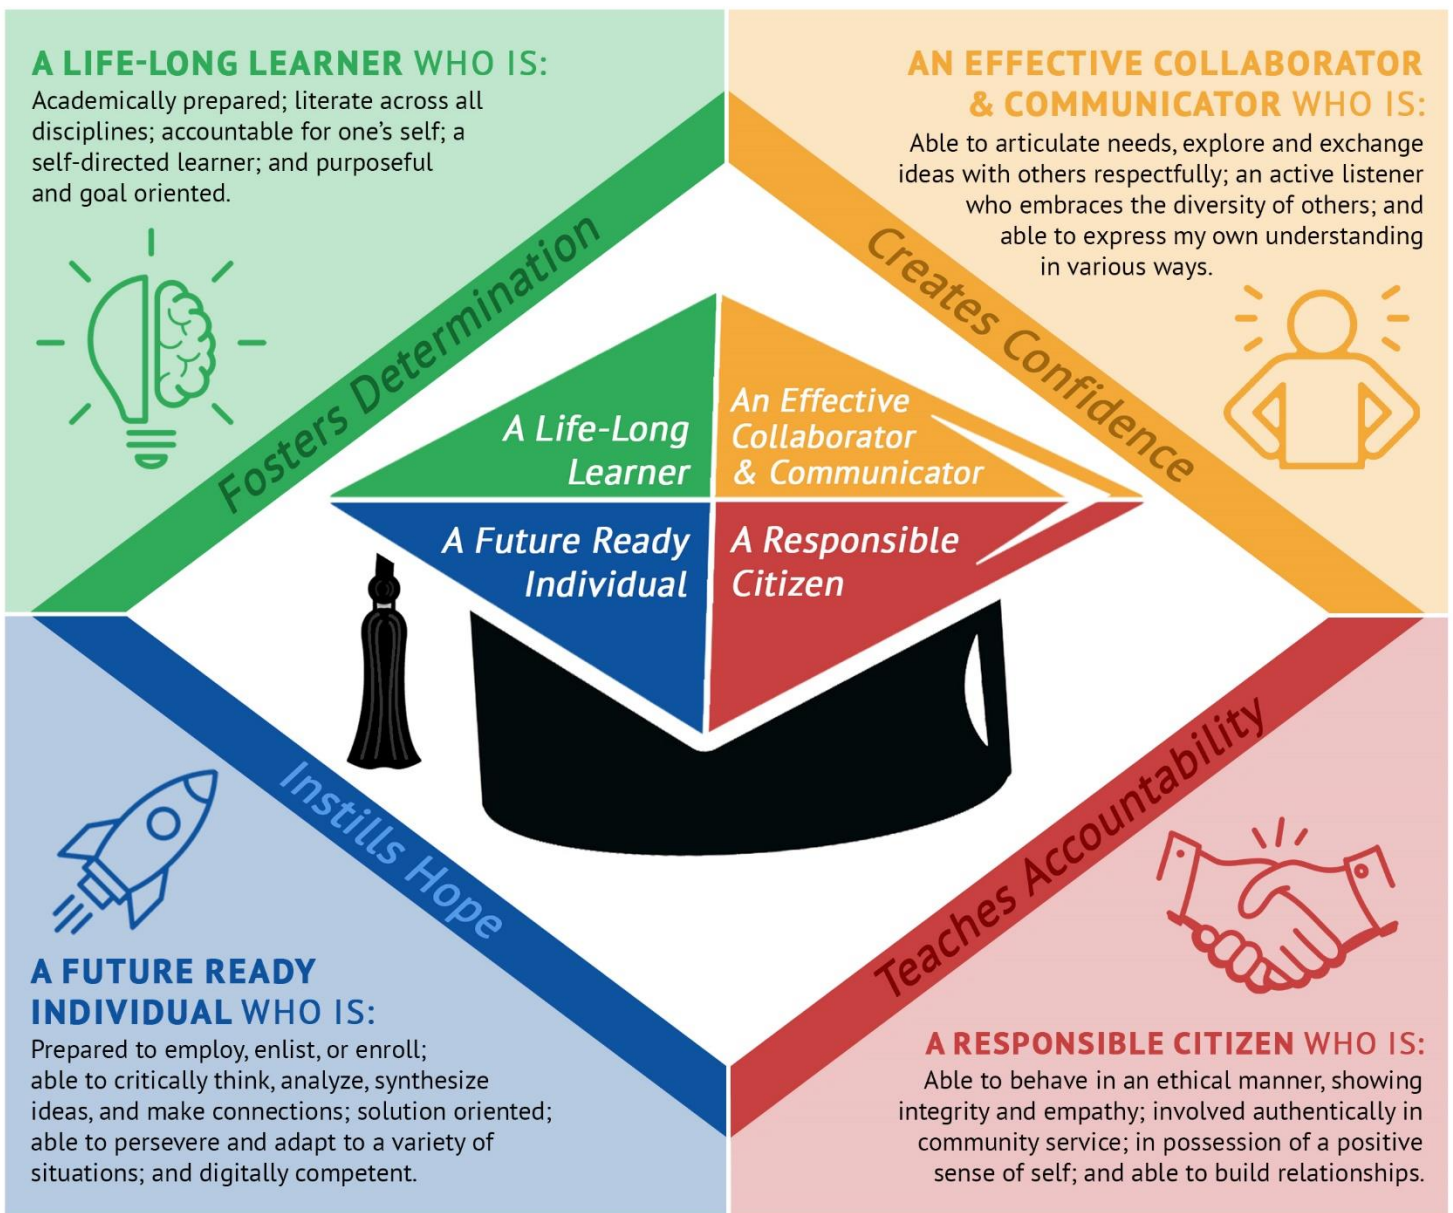 A LIFE-LONG LEARNER WHO IS:
Academically prepared; literate across all
disciplines; accountable for one's self; a
self-directed learner; and purposeful
and goal oriented.
AN EFFECTIVE COLLABORATOR
& COMMUNICATOR WHO IS:
Able to articulate needs, explore and exchange
ideas with others respectfully; an active listener
who embraces the diversity of others; and
able to express my own understanding
in various ways.
Fosters Determination
Creates Confidence
A Life-Long
Learner
An Effective
Collaborator
& Communicator
A Future Ready
Individual
A Responsible
Citizen
Instills Hope
Teaches Accountability
A FUTURE READY
INDIVIDUAL WHO IS:
Prepared to employ, enlist, or enroll;
able to critically think, analyze, synthesize
ideas, and make connections; solution oriented;
able to persevere and adapt to a variety of
situations; and digitally competent.
A RESPONSIBLE CITIZEN WHO IS:
Able to behave in an ethical manner, showing
integrity and empathy; involved authentically in
community service; in possession of a positive
sense of self; and able to build relationships.